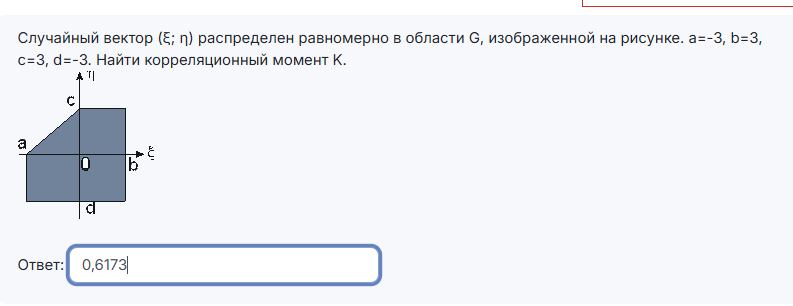 Случайный вектор (ξ; η) распределен равномерно в области G, изображенной на рисунке. a=-3, b=3,
c=3, d=-3. Найти корреляционный момент K.
η
c
a
ξ
0
b
d
Ответ: 0,6173